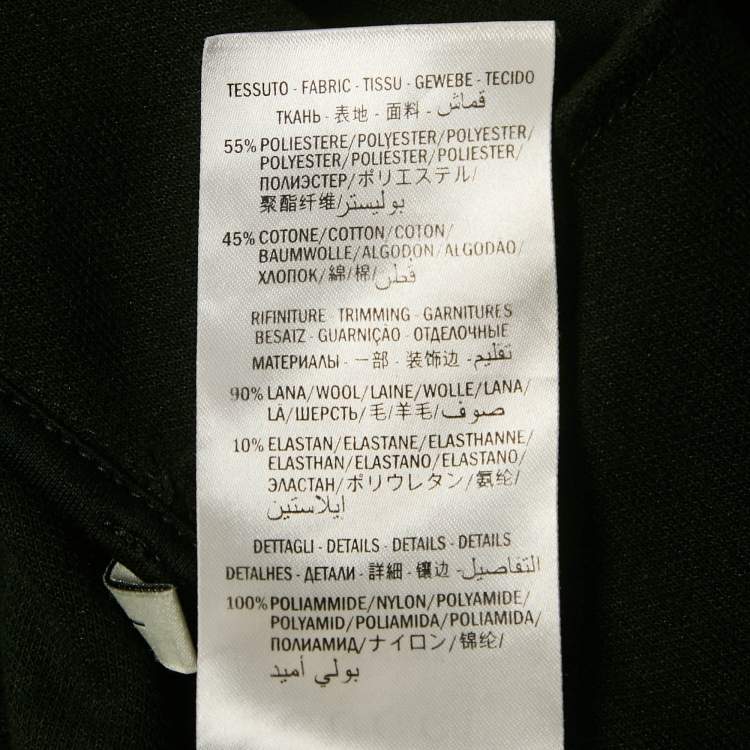 TESSUTO - FABRIC - TISSU - GEWEBE - TECIDO
ТКАНЬ - 表地 - 面料 - قماش
55% POLIESTERE/POLYESTER/POLYESTER/
POLYESTER/POLIESTER/POLIESTER/
ПОЛИЭСТЕР/ポリエステル/
聚酯纤维/بوليستر
45% COTONE/COTTON/COTON/
BAUMWOLLE/ALGODON/ALGODÃO/
ХЛОПОК/綿/棉/قطن
RIFINITURE - TRIMMING - GARNITURES
BESATZ - GUARNIÇÃO - ОТДЕЛОЧНЫЕ
МАТЕРИАЛЫ - 一部 - 装饰边 - تقليم
90% LANA/WOOL/LAINE/WOLLE/LANA/
LÃ/ШЕРСТЬ/毛/羊毛/صوف
10% ELASTAN/ELASTANE/ELASTHANNE/
ELASTHAN/ELASTANO/ELASTANO/
ЭЛАСТАН/ポリウレタン/氨纶/
إيلاستين
DETTAGLI - DETAILS - DETAILS - DETAILS
DETALHES - ДЕТАЛИ - 詳細 - 镶边 - التفاصيل
100% POLIAMMIDE/NYLON/POLYAMIDE/
POLYAMID/POLIAMIDA/POLIAMIDA/
ПОЛИАМИД/ナイロン/锦纶/
بولي أميد